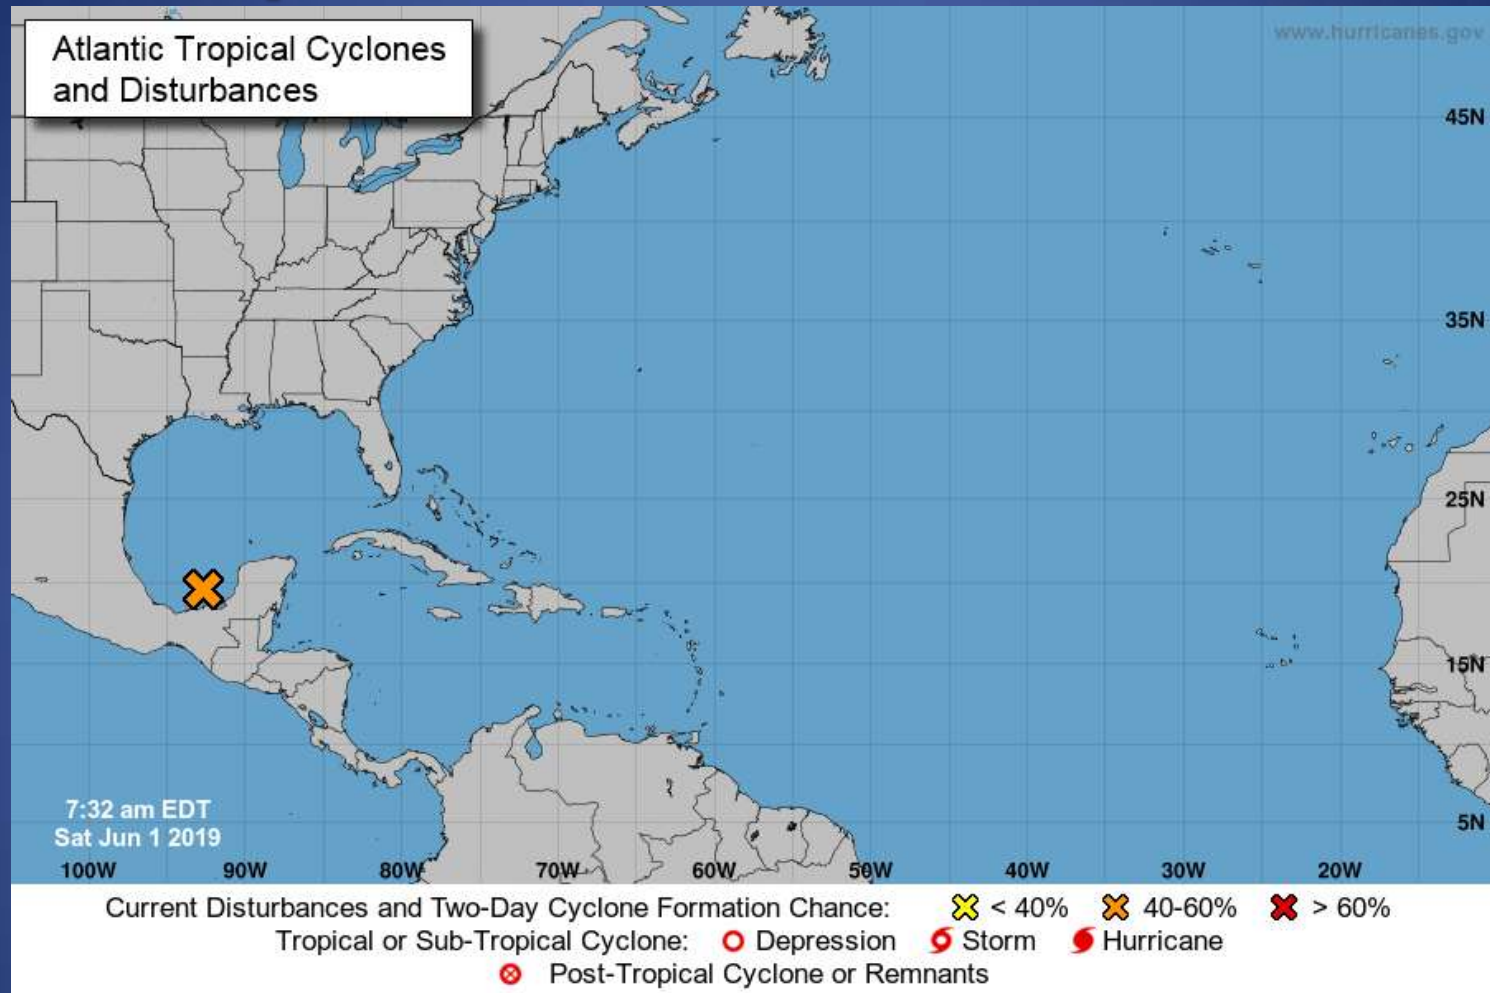 Atlantic Tropical Cyclones
and Disturbances
www.hurricanes.gov
45N
35N
25N
15N
5N
7:32 am EDT
Sat Jun 1 2019
100W 90W 80W 70W 60W 50W 40W 30W 20W
Current Disturbances and Two-Day Cyclone Formation Chance: < 40% 40-60% > 60%
Tropical or Sub-Tropical Cyclone: Depression Storm Hurricane
Post-Tropical Cyclone or Remnants